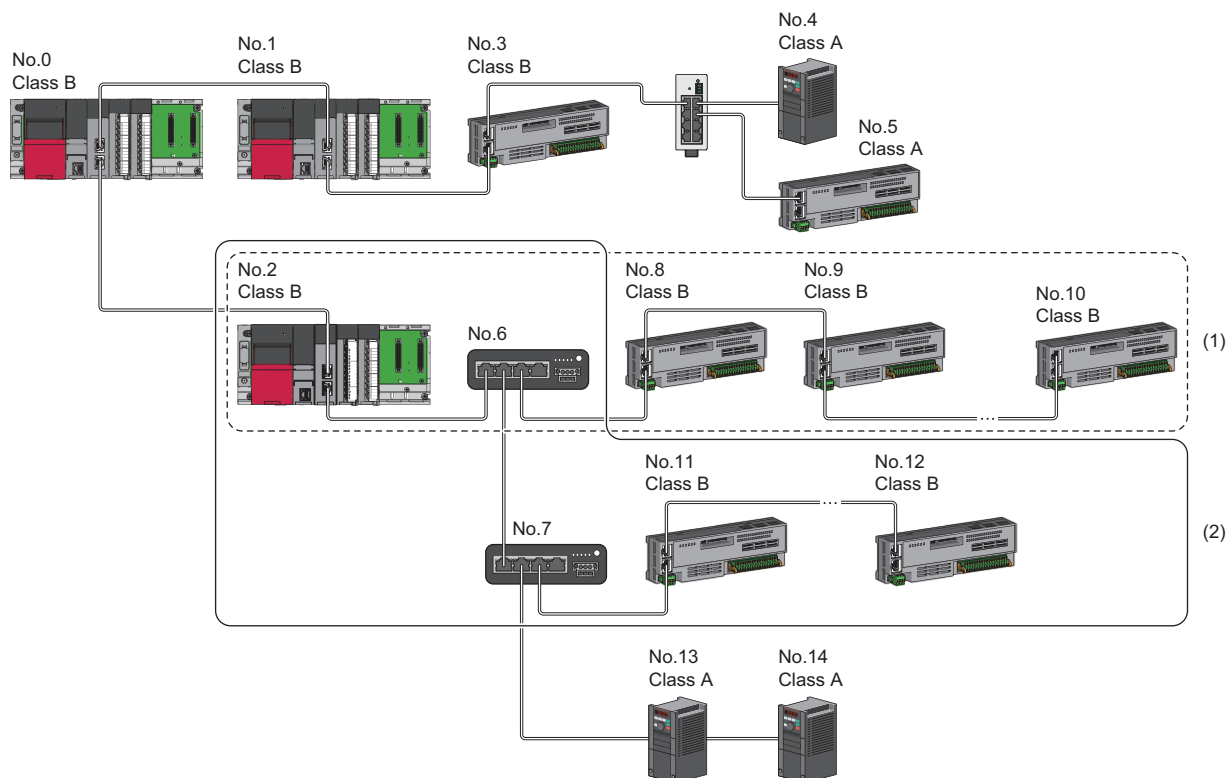 No.0
Class B
No.1
Class B
No.3
Class B
No.4
Class A
No.5
Class A
No.2
Class B
No.6
No.8
Class B
No.9
Class B
No.10
Class B
...
(1)
No.7
No.11
Class B
...
No.12
Class B
(2)
No.13
Class A
No.14
Class A